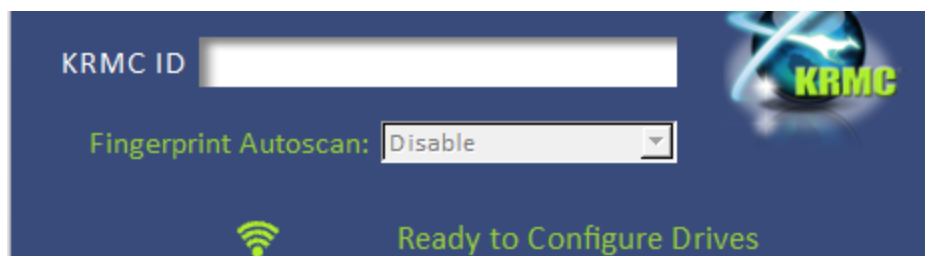 KRMC ID
KRMC
Fingerprint Autoscan: Disable
Ready to Configure Drives